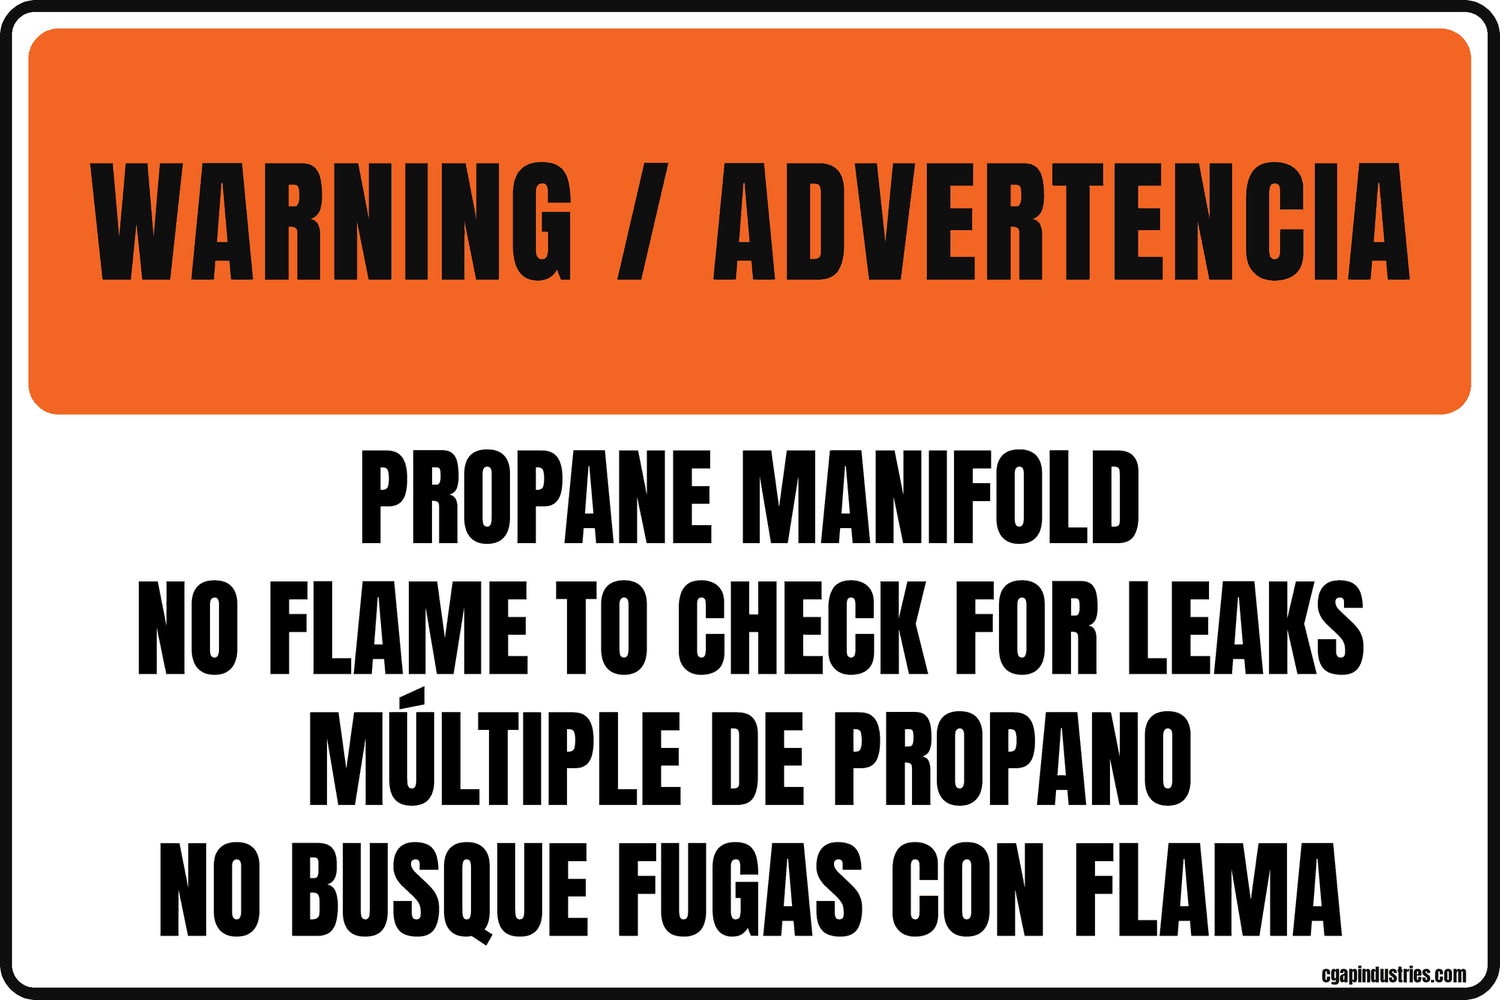 WARNING / ADVERTENCIA
PROPANE MANIFOLD
NO FLAME TO CHECK FOR LEAKS
MÚLTIPLE DE PROPANO
NO BUSQUE FUGAS CON FLAMA
cgapindustries.com